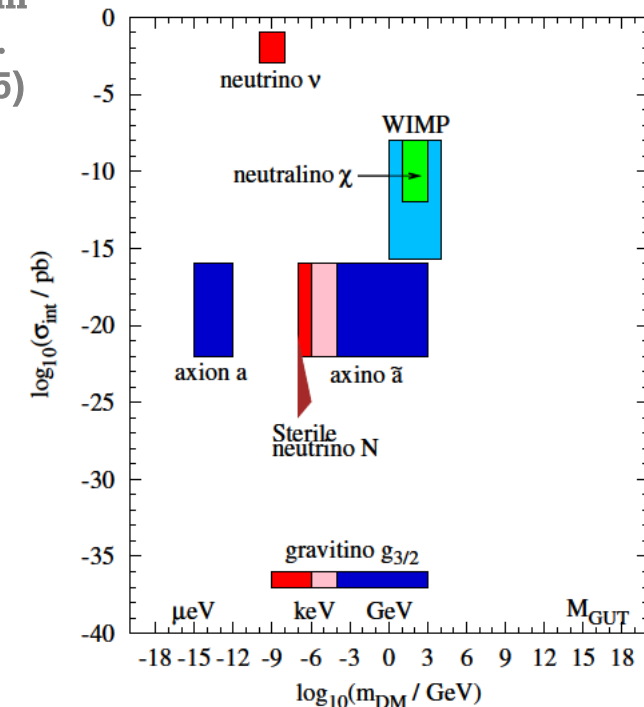 5)
0
neutrino ν
-5
WIMP
neutralino χ
-10
-15
log10(σint / pb)
-20
axion a
axino ã
-25
Sterile
neutrino N
-30
gravitino g3/2
-35
μeV keV GeV MGUT
-40
-18 -15 -12 -9 -6 -3 0 3 6 9 12 15 18
log10(mDM / GeV)